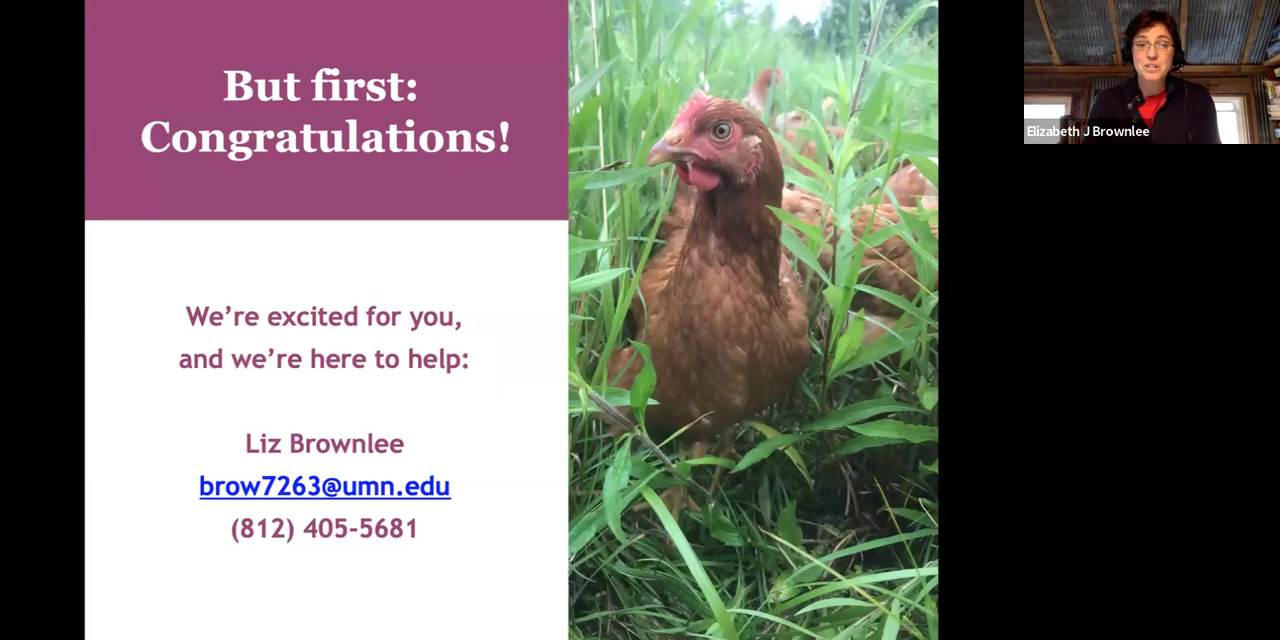 But first:
Congratulations!
We're excited for you,
and we're here to help:
Liz Brownlee
brow7263@umn.edu
(812) 405-5681
Elizabeth J Brownlee